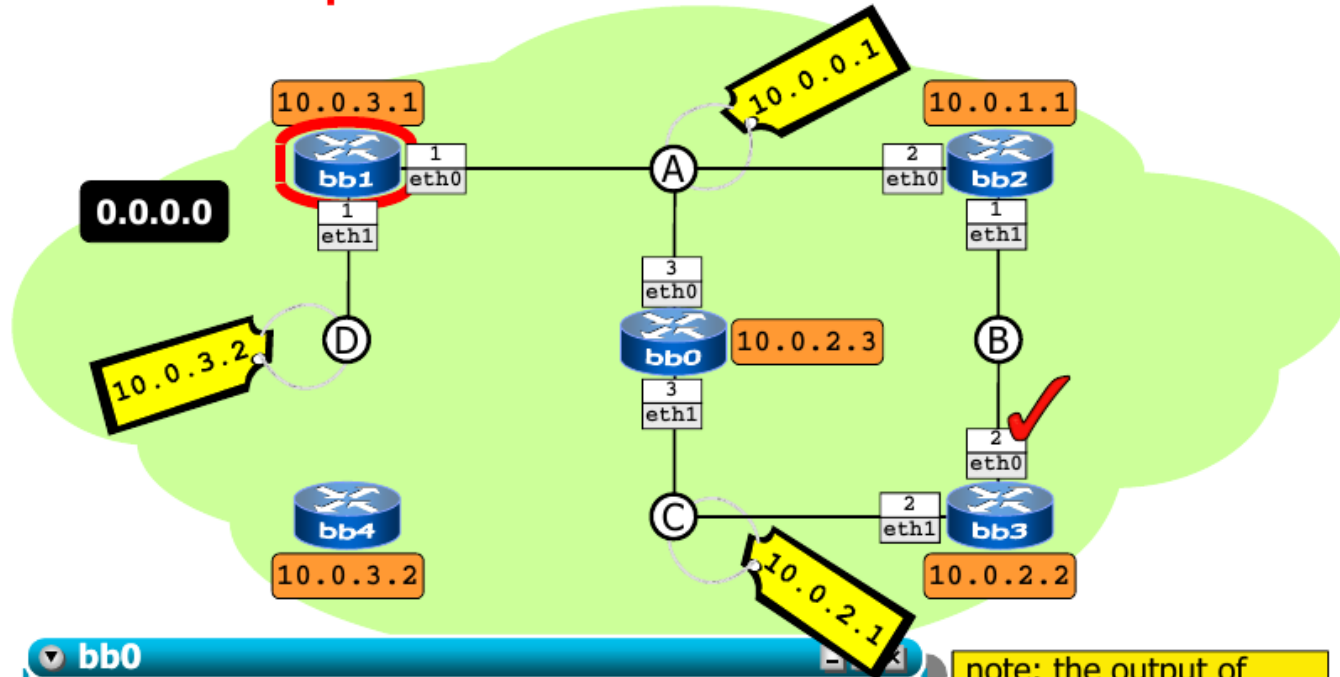 10.0.0.1
10.0.3.1
10.0.1.1
bb1
1
eth0
A
2
eth0
bb2
0.0.0.0
1
eth1
1
eth1
3
eth0
10.0.3.2
D
bb0
10.0.2.3
B
3
eth1
2
eth0
bb4
C
2
eth1
bb3
10.0.3.2
10.0.2.1
10.0.2.2
bb0
note: the output of